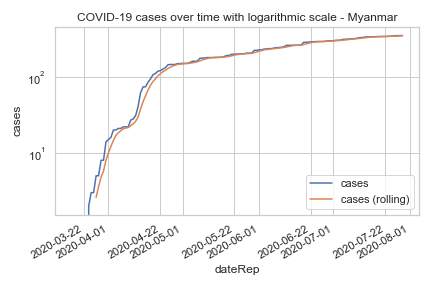 COVID-19 cases over time with logarithmic scale - Myanmar
cases
10²
10¹
cases
cases (rolling)
2020-03-22
2020-04-01
2020-04-22
2020-05-01
2020-05-22
2020-06-01
2020-06-22
2020-07-01
2020-07-22
2020-08-01
dateRep